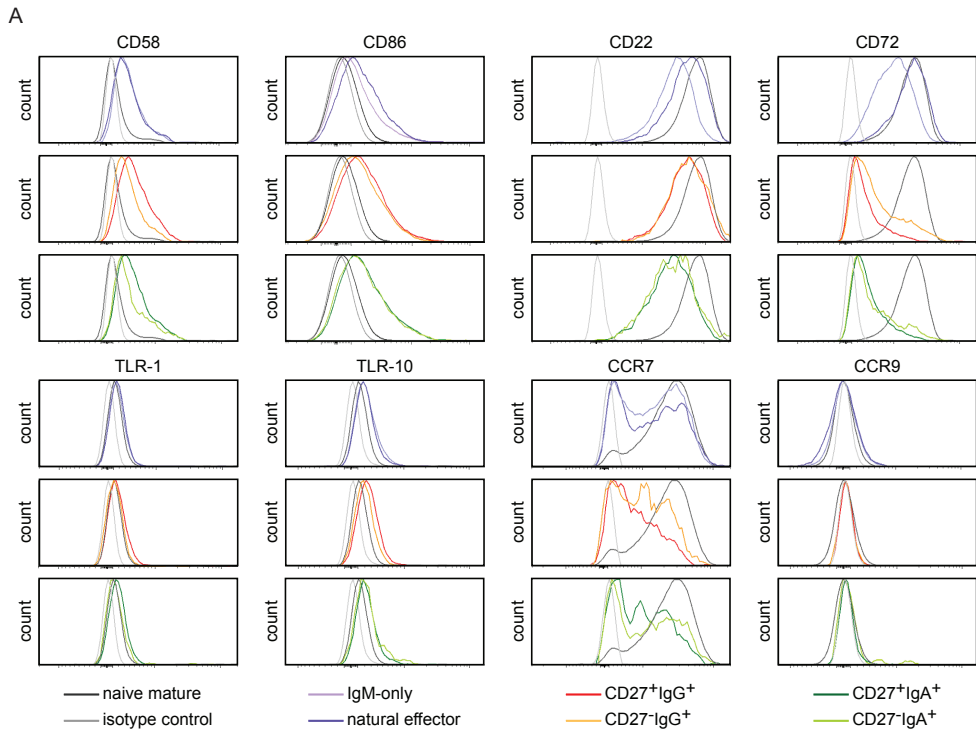 A
CD58 CD86 CD22 CD72
count count count count
count count count count
count count count count
TLR-1 TLR-10 CCR7 CCR9
count count count count
count count count count
count count count count
naive mature IgM-only CD27⁺IgG⁺ CD27⁺IgA⁺
isotype control natural effector CD27⁻IgG⁺ CD27⁻IgA⁺